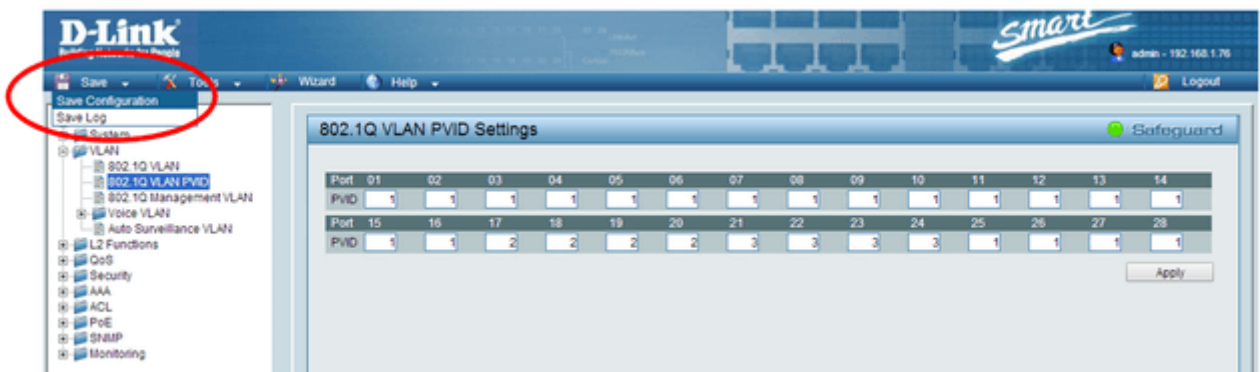 D-Link
Building Networks for People
smart
admin - 192.168.1.76
Save Tools Wizard Help Logout
Save Configuration
Save Log
System
VLAN
802.1Q VLAN
802.1Q VLAN PVID
802.1Q Management VLAN
Voice VLAN
Auto Surveillance VLAN
L2 Functions
QoS
Security
AAA
ACL
PoE
SNMP
Monitoring
802.1Q VLAN PVID Settings
Safeguard
Port 01 02 03 04 05 06 07 08 09 10 11 12 13 14
PVID 1 1 1 1 1 1 1 1 1 1 1 1 1 1
Port 15 16 17 18 19 20 21 22 23 24 25 26 27 28
PVID 1 1 2 2 2 2 3 3 3 3 1 1 1 1
Apply